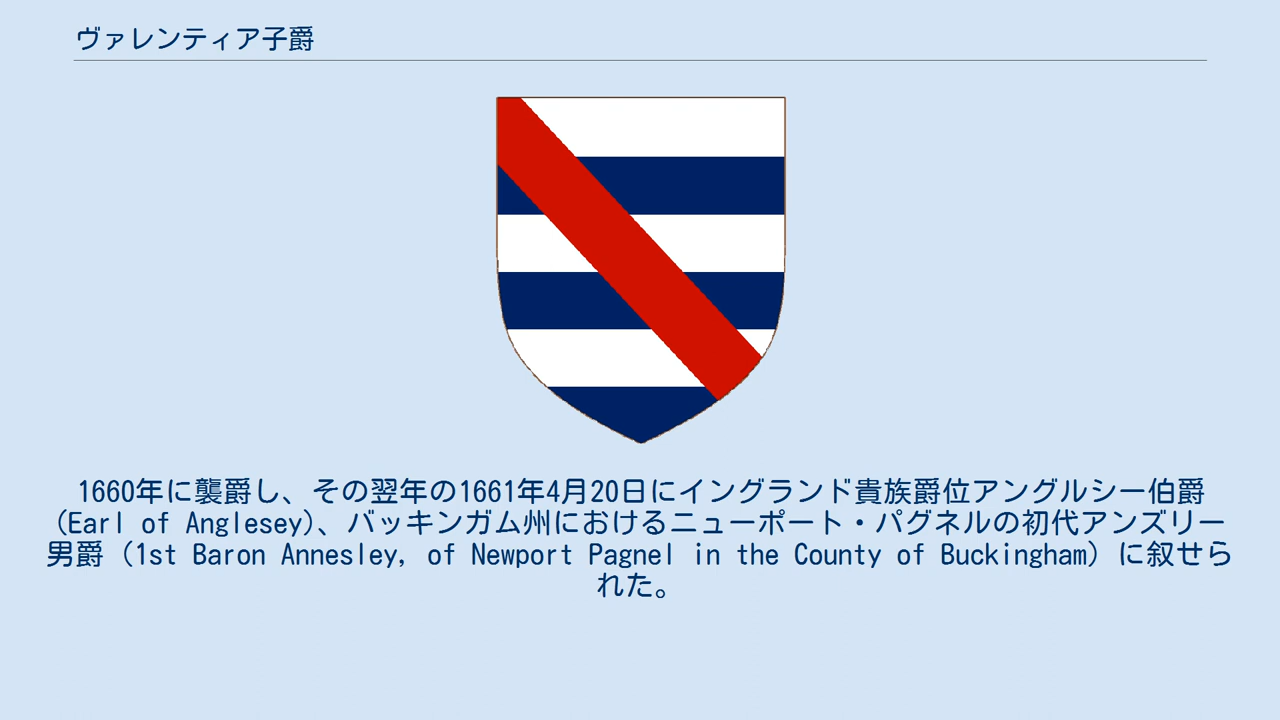 ヴァレンティア子爵
1660年に襲爵し、その翌年の1661年4月20日にイングランド貴族爵位アングルシー伯爵
(Earl of Anglesey)、バッキンガム州におけるニューポート・パグネルの初代アンズリー
男爵 (1st Baron Annesley, of Newport Pagnel in the County of Buckingham) に叙せら
れた。